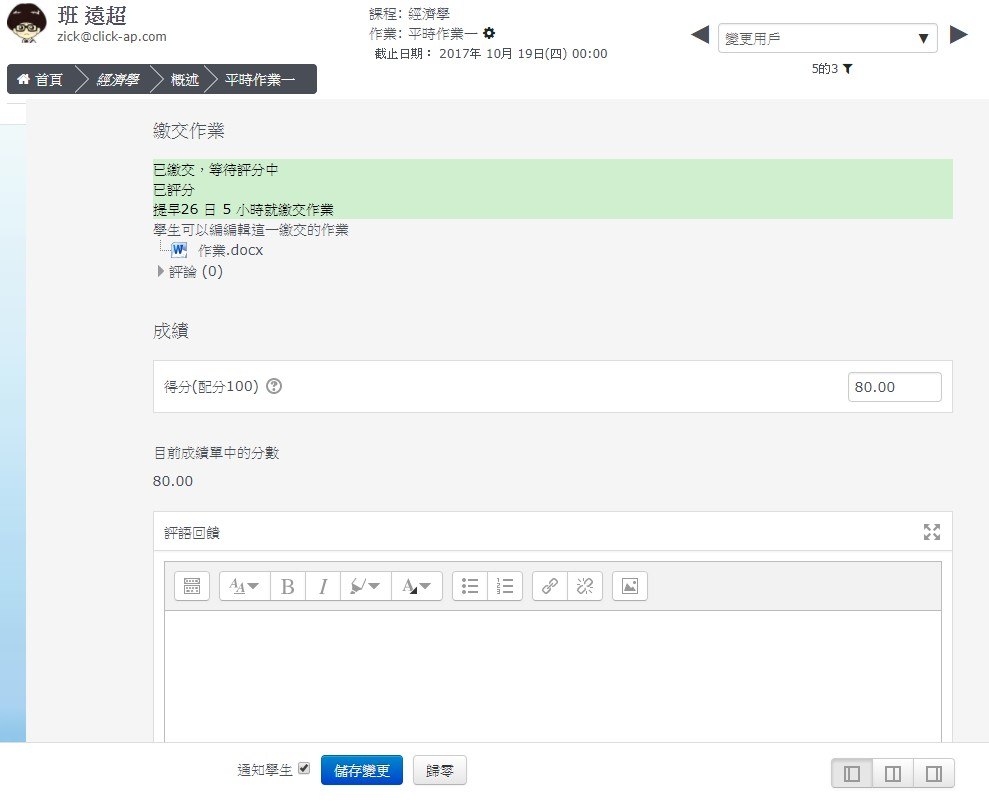 班 遠超
zick@click-ap.com
課程: 經濟學
作業: 平時作業一
截止日期： 2017年 10月 19日(四) 00:00
變更用戶
5的3
首頁
經濟學
概述
平時作業一
繳交作業
已繳交，等待評分中
已評分
提早26 日 5 小時就繳交作業
學生可以編編輯這一繳交的作業
作業.docx
評論 (0)
成績
得分(配分100)
80.00
目前成績單中的分數
80.00
評語回饋
通知學生
儲存變更
歸零